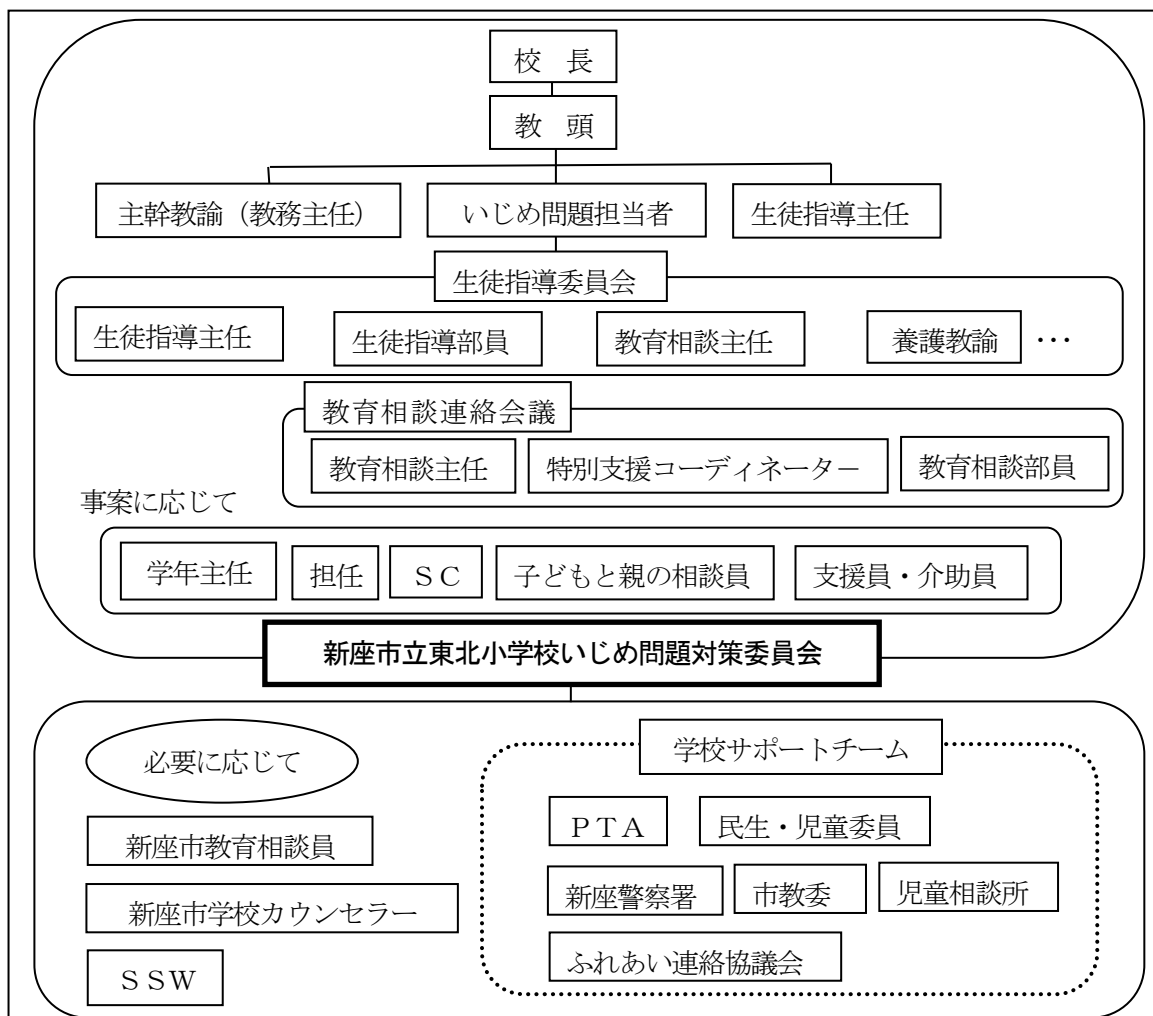 校　長
教　頭
主幹教諭（教務主任）　いじめ問題担当者　生徒指導主任
生徒指導委員会
生徒指導主任　生徒指導部員　教育相談主任　養護教諭　…
教育相談連絡会議
教育相談主任　特別支援コーディネーター　教育相談部員
事案に応じて
学年主任　担任　ＳＣ　子どもと親の相談員　支援員・介助員
新座市立東北小学校いじめ問題対策委員会
必要に応じて
新座市教育相談員
新座市学校カウンセラー
ＳＳＷ
学校サポートチーム
ＰＴＡ　民生・児童委員
新座警察署　市教委　児童相談所
ふれあい連絡協議会